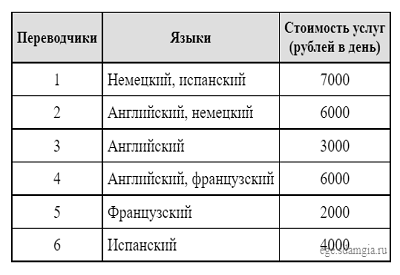 Переводчики Языки Стоимость услуг
(рублей в день)
1 Немецкий, испанский 7000
2 Английский, немецкий 6000
3 Английский 3000
4 Английский, французский 6000
5 Французский 2000
6 Испанский 4000
ege.sdamgia.ru